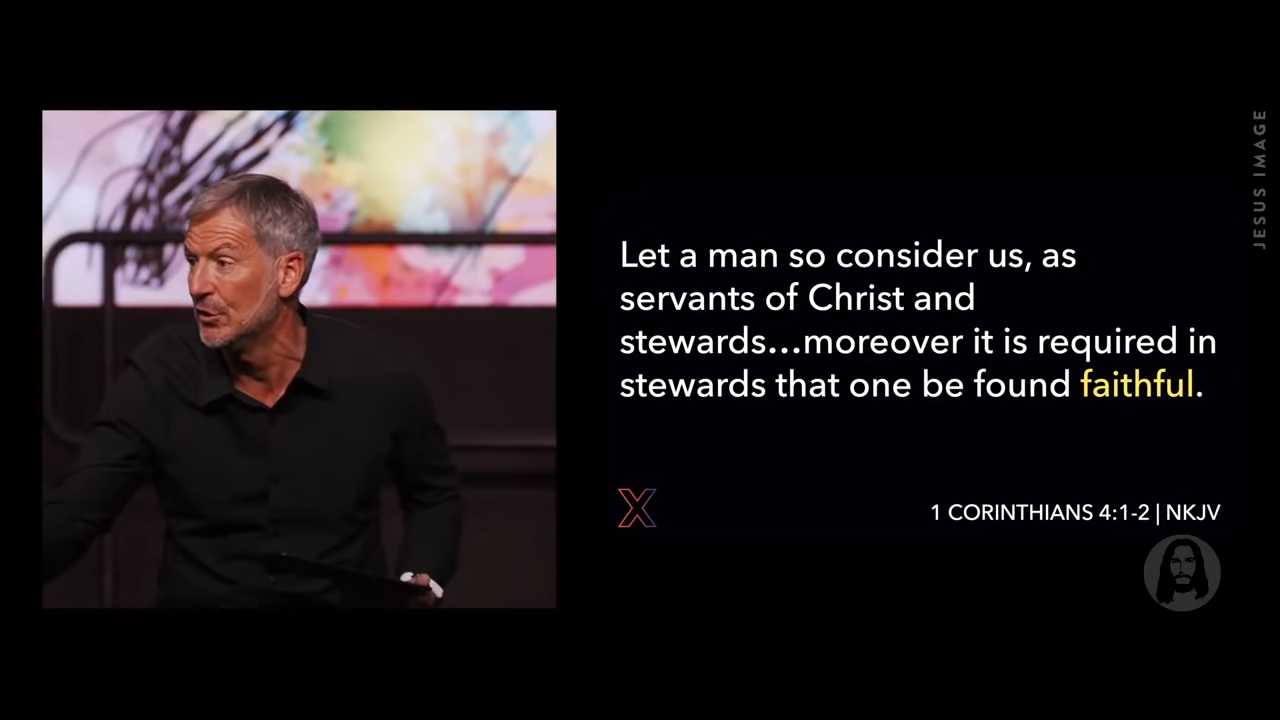 Let a man so consider us, as
servants of Christ and
stewards...moreover it is required in
stewards that one be found faithful.
X
1 CORINTHIANS 4:1-2 | NKJV
JESUS IMAGE